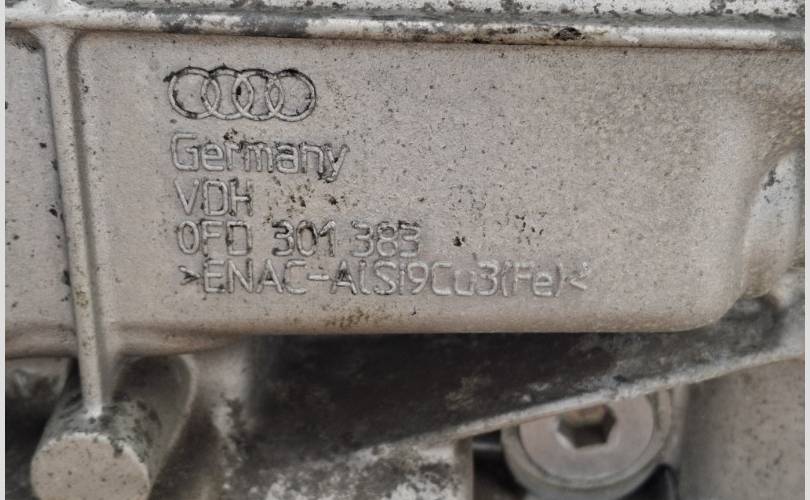 Germany
VDH
0FD 301 383
>ENAC-AlSi9Cu3(Fe)<